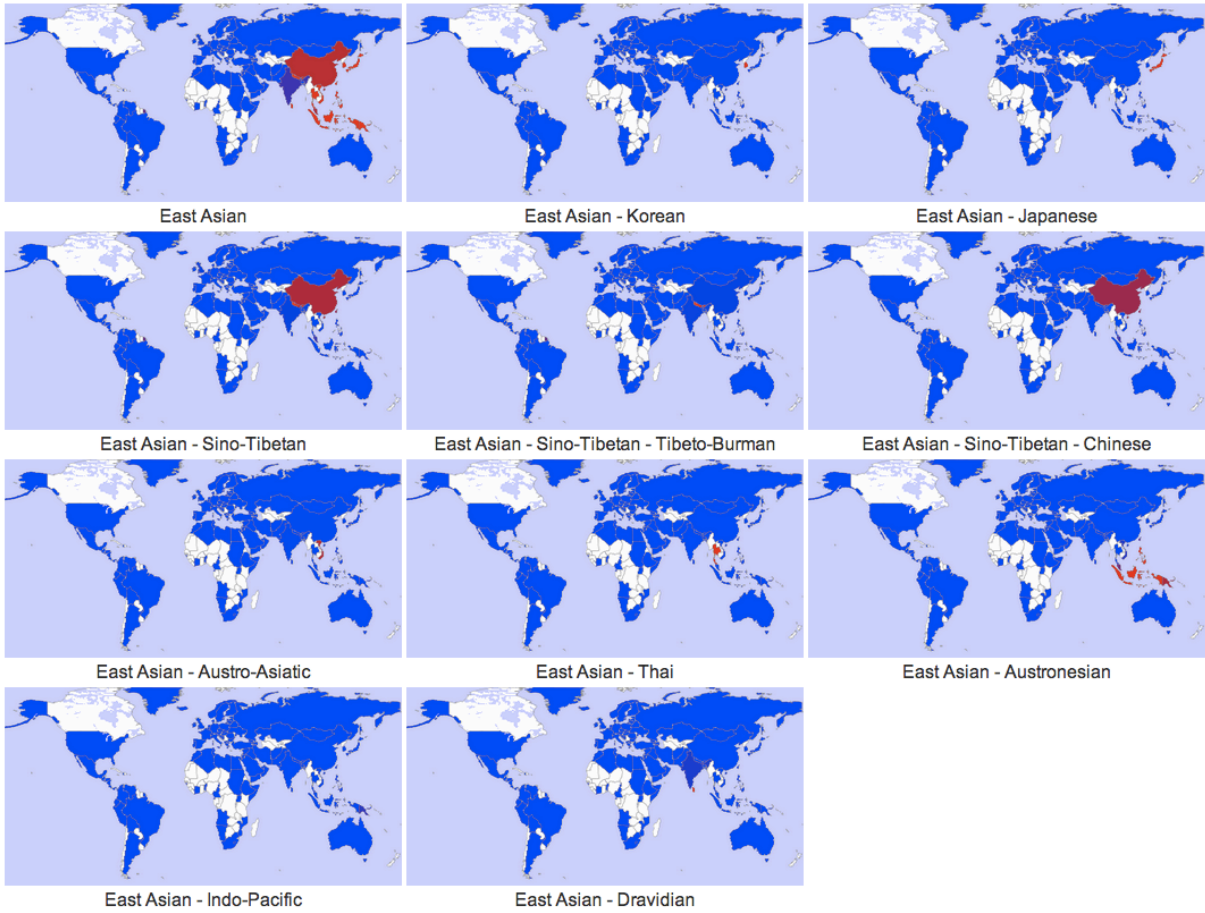 East Asian
East Asian - Korean
East Asian - Japanese
East Asian - Sino-Tibetan
East Asian - Sino-Tibetan - Tibeto-Burman
East Asian - Sino-Tibetan - Chinese
East Asian - Austro-Asiatic
East Asian - Thai
East Asian - Austronesian
East Asian - Indo-Pacific
East Asian - Dravidian